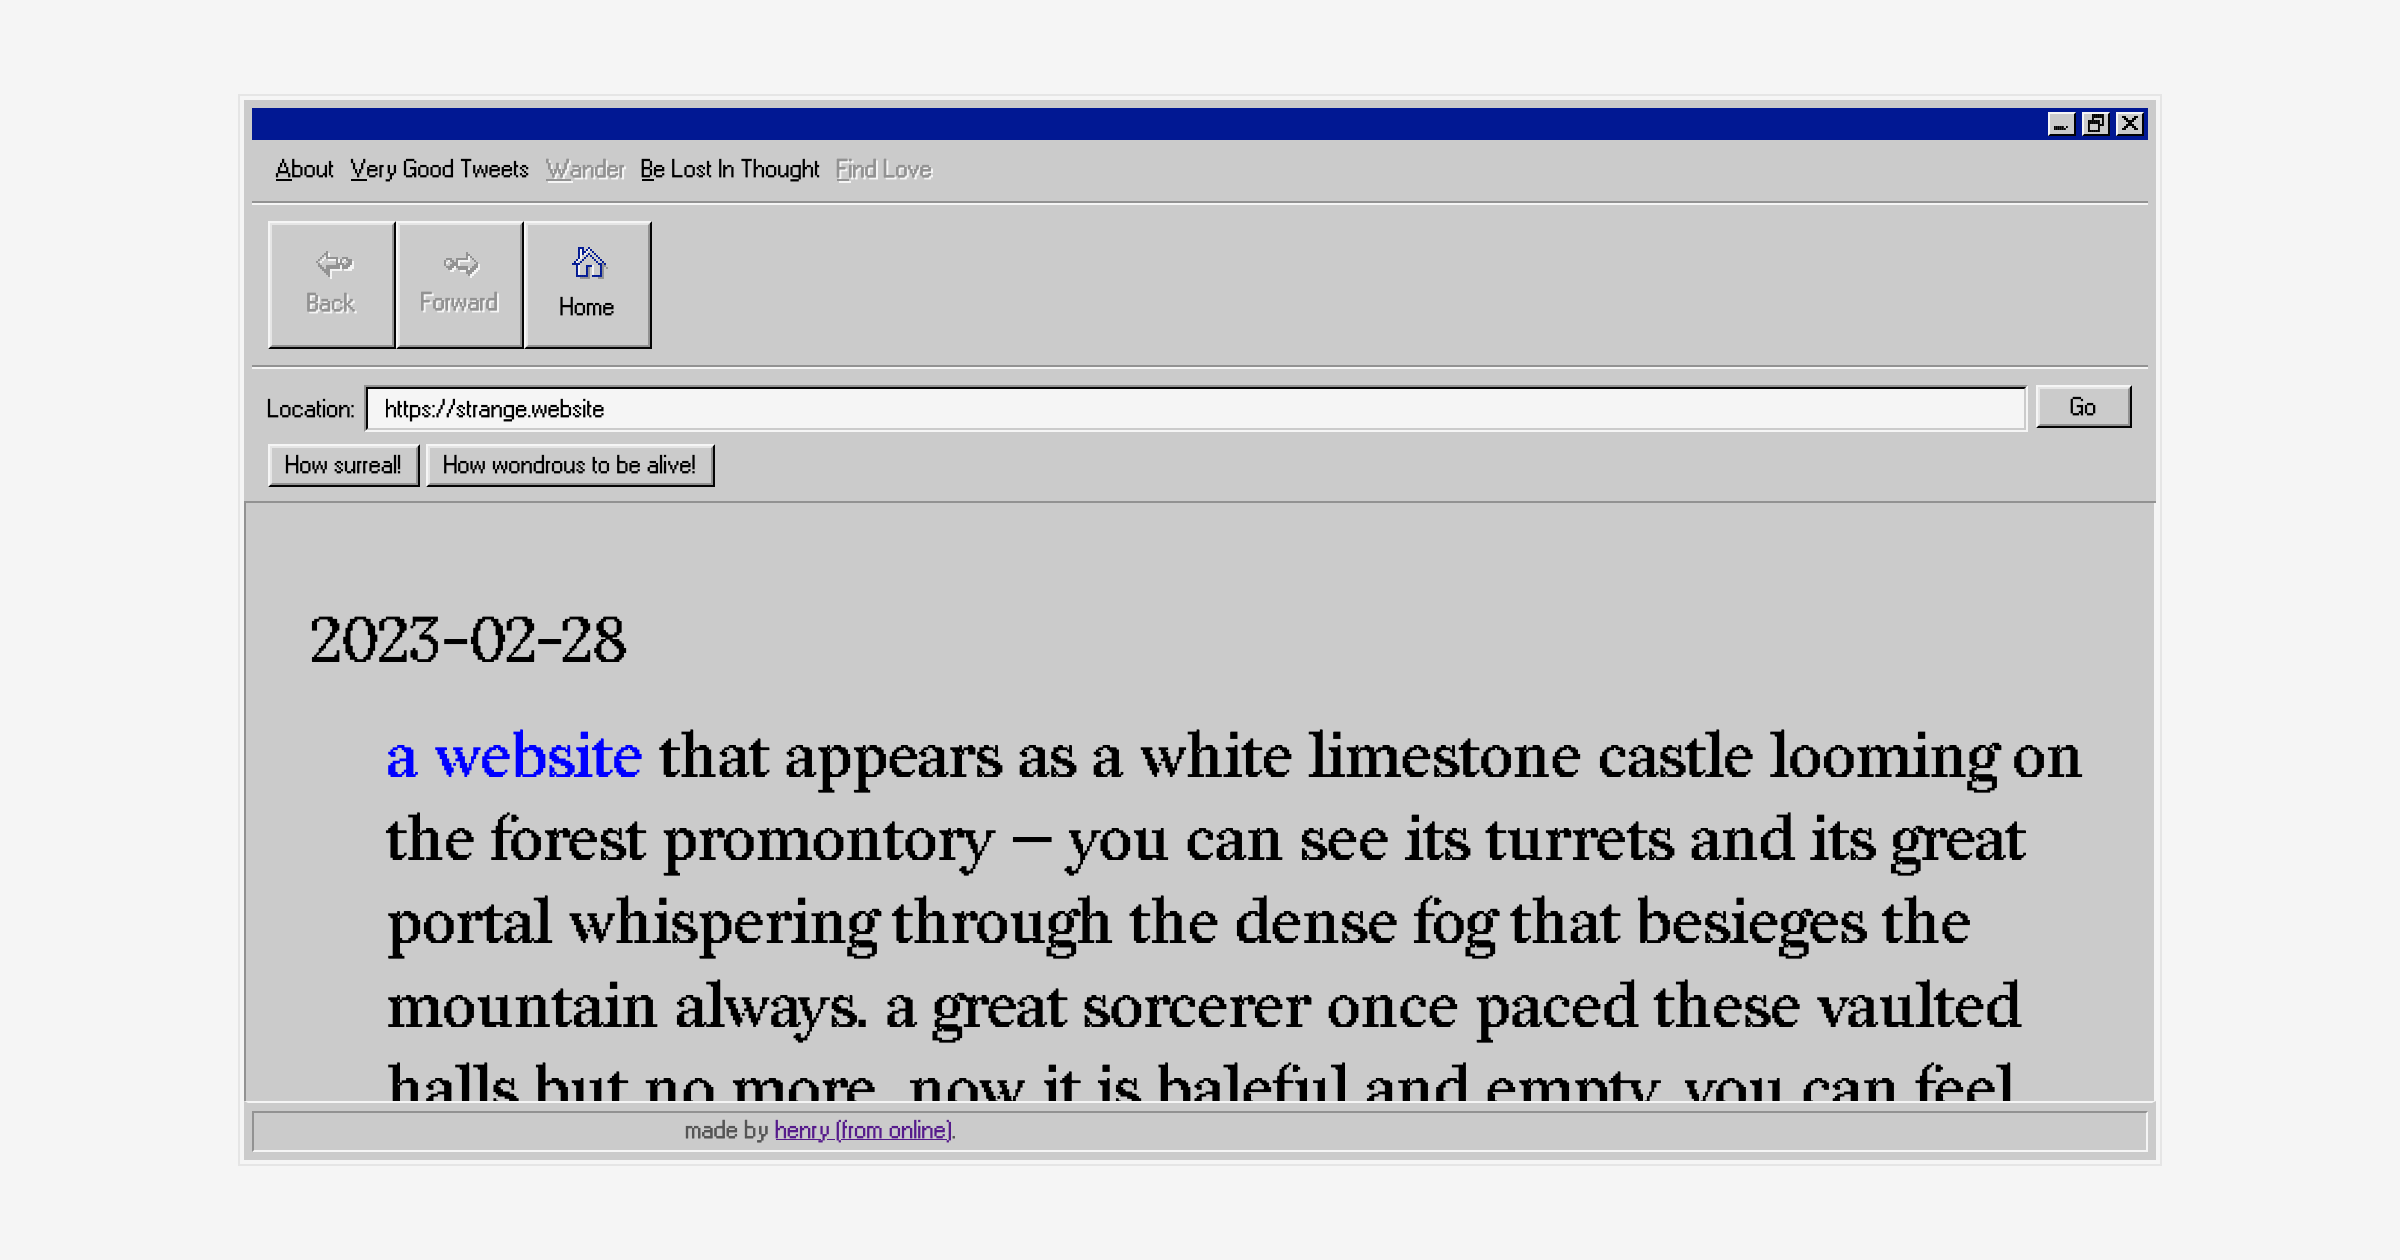 About Very Good Tweets Wander Be Lost In Thought Find Love
Back Forward Home
Location: https://strange.website Go
How surreal! How wondrous to be alive!
2023-02-28
a website that appears as a white limestone castle looming on
the forest promontory — you can see its turrets and its great
portal whispering through the dense fog that besieges the
mountain always. a great sorcerer once paced these vaulted
halls but no more. now it is baleful and empty. you can feel
made by henry (from online).